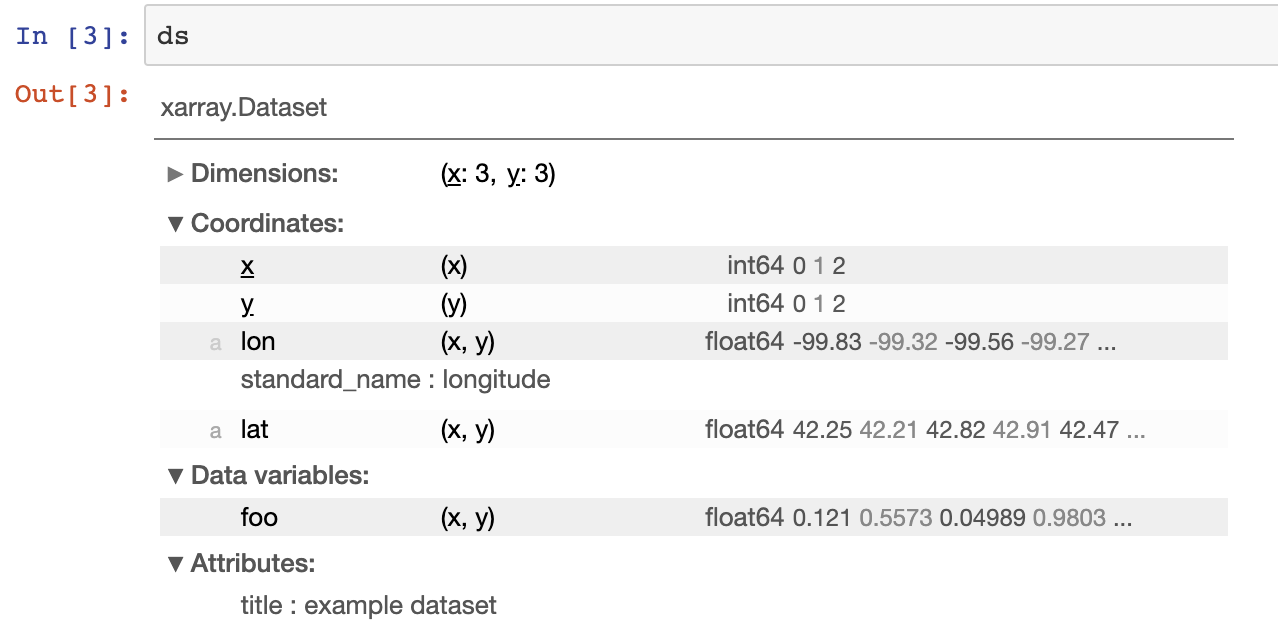 In [3]: ds
Out[3]:
xarray.Dataset
▶ Dimensions: (x: 3, y: 3)
▼ Coordinates:
x (x) int64 0 1 2
y (y) int64 0 1 2
a lon (x, y) float64 -99.83 -99.32 -99.56 -99.27 ...
standard_name : longitude
a lat (x, y) float64 42.25 42.21 42.82 42.91 42.47 ...
▼ Data variables:
foo (x, y) float64 0.121 0.5573 0.04989 0.9803 ...
▼ Attributes:
title : example dataset